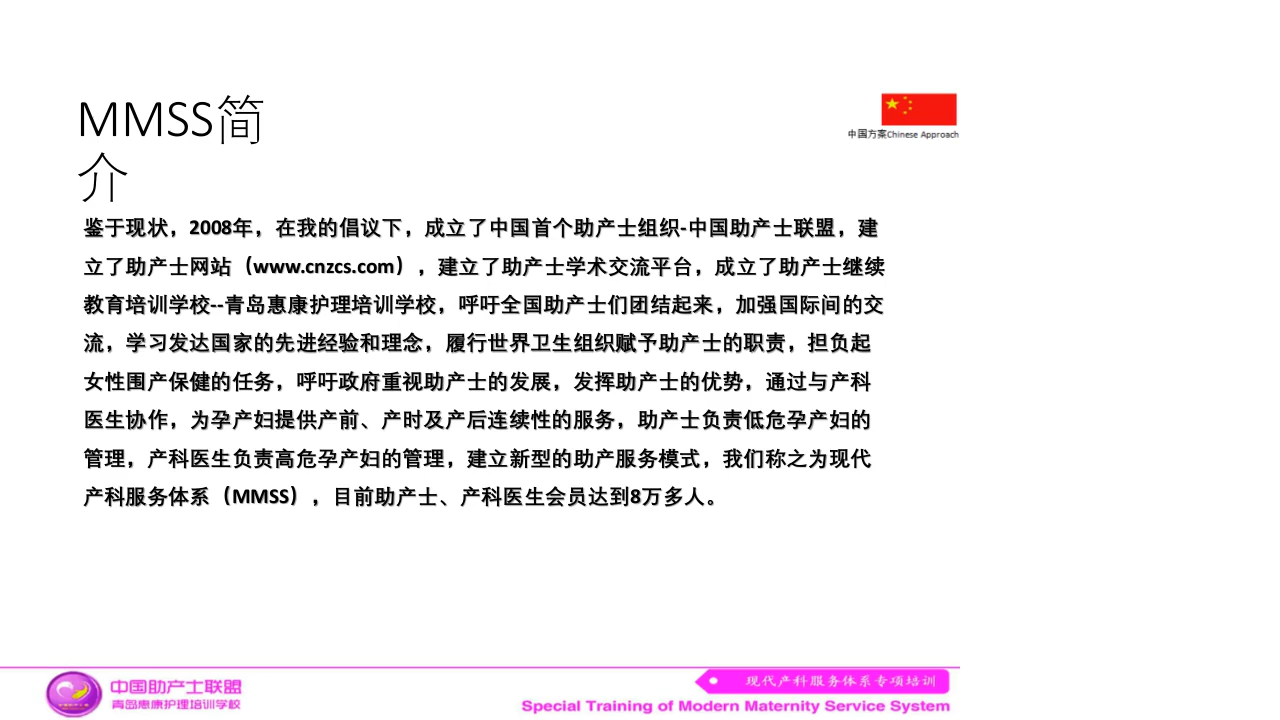 MMSS简
介
中国方案Chinese Approach
鉴于现状，2008年，在我的倡议下，成立了中国首个助产士组织-中国助产士联盟，建
立了助产士网站（www.cnzcs.com），建立了助产士学术交流平台，成立了助产士继续
教育培训学校--青岛惠康护理培训学校，呼吁全国助产士们团结起来，加强国际间的交
流，学习发达国家的先进经验和理念，履行世界卫生组织赋予助产士的职责，担负起
女性围产保健的任务，呼吁政府重视助产士的发展，发挥助产士的优势，通过与产科
医生协作，为孕产妇提供产前、产时及产后连续性的服务，助产士负责低危孕产妇的
管理，产科医生负责高危孕产妇的管理，建立新型的助产服务模式，我们称之为现代
产科服务体系（MMSS），目前助产士、产科医生会员达到8万多人。
中国助产士联盟
青岛惠康护理培训学校
现代产科服务体系专项培训
Special Training of Modern Maternity Service System